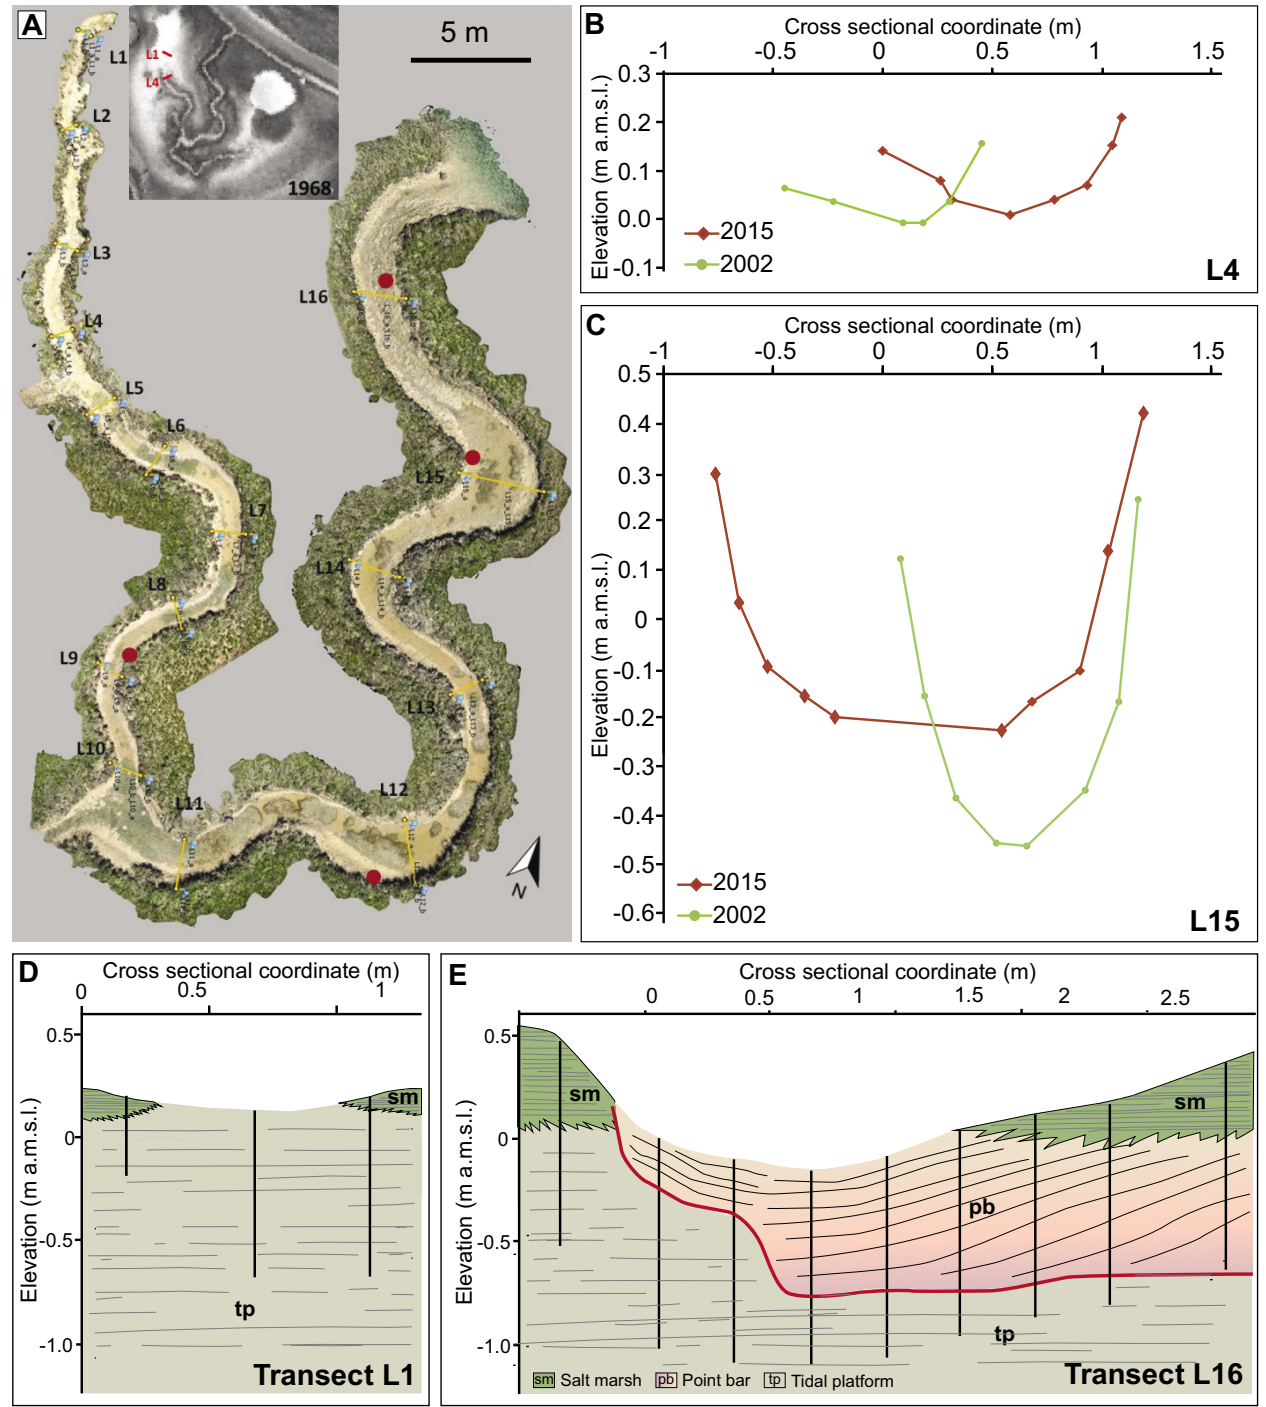 A
L1
L4
1968
5 m
L1
L2
L3
L4
L5
L6
L7
L8
L9
L10
L11
L12
L13
L14
L15
L16
N
B
Cross sectional coordinate (m)
-1 -0.5 0 0.5 1 1.5
Elevation (m a.m.s.l.)
0.3
0.2
0.1
0.0
-0.1
2015
2002
L4
C
Cross sectional coordinate (m)
-1 -0.5 0 0.5 1 1.5
Elevation (m a.m.s.l.)
0.5
0.4
0.3
0.2
0.1
0
-0.1
-0.2
-0.3
-0.4
-0.5
-0.6
2015
2002
L15
D
Cross sectional coordinate (m)
0 0.5 1
Elevation (m a.m.s.l.)
0.5
0
-0.5
-1.0
sm
tp
Transect L1
E
Cross sectional coordinate (m)
0 0.5 1 1.5 2 2.5
Elevation (m a.m.s.l.)
0.5
0
-0.5
-1.0
sm
sm
pb
tp
sm Salt marsh pb Point bar tp Tidal platform
Transect L16